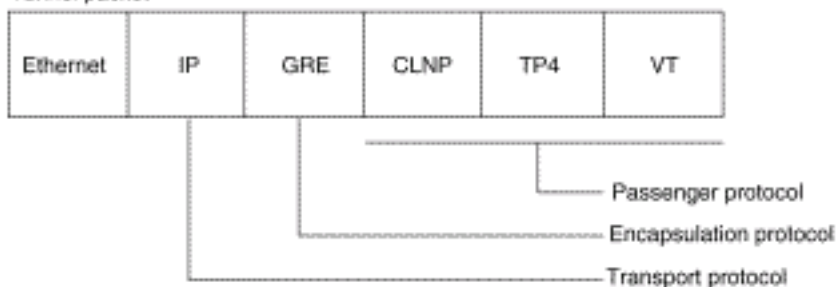 Ethernet IP GRE CLNP TP4 VT
Passenger protocol
Encapsulation protocol
Transport protocol